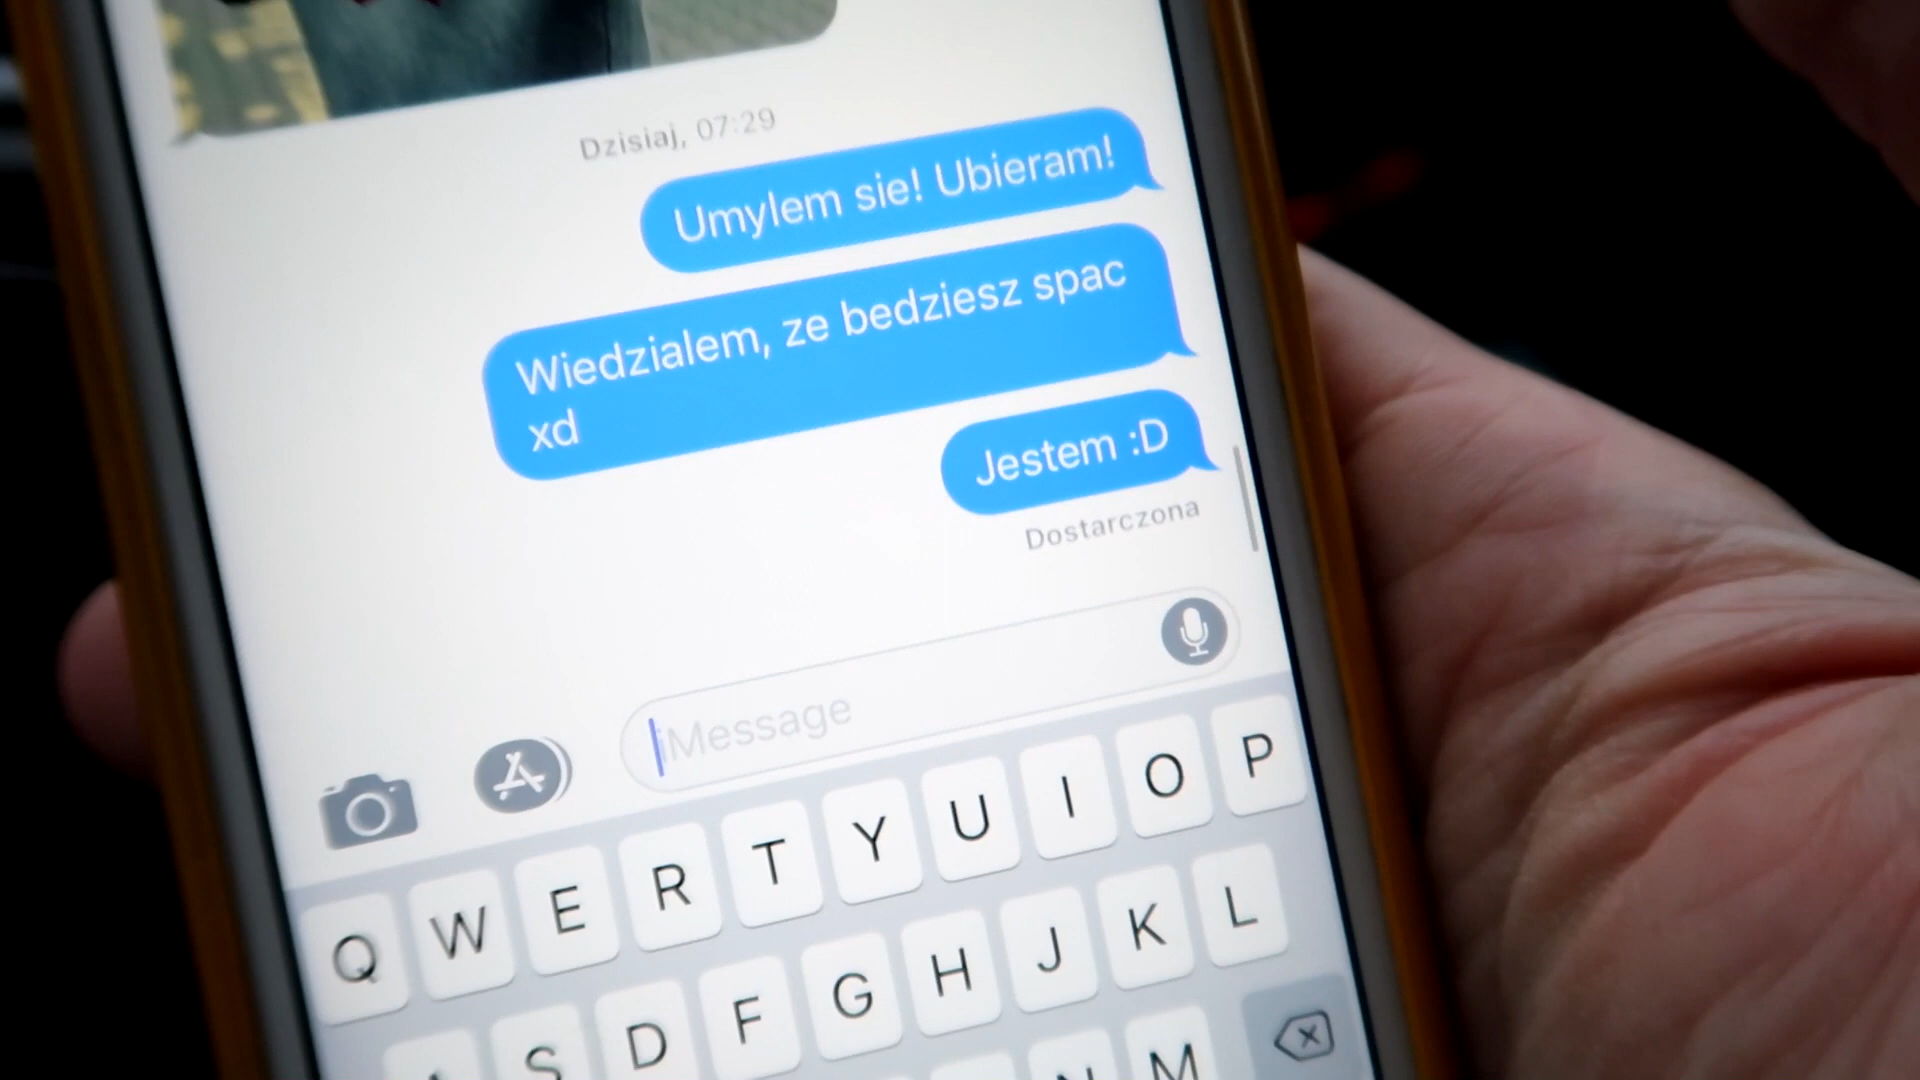 Dzisiaj, 07:29
Umylem sie! Ubieram!
Wiedzialem, ze bedziesz spac
xd
Jestem :D
Dostarczona
iMessage
Q W E R T Y U I O P
S D F G H J K L
N M